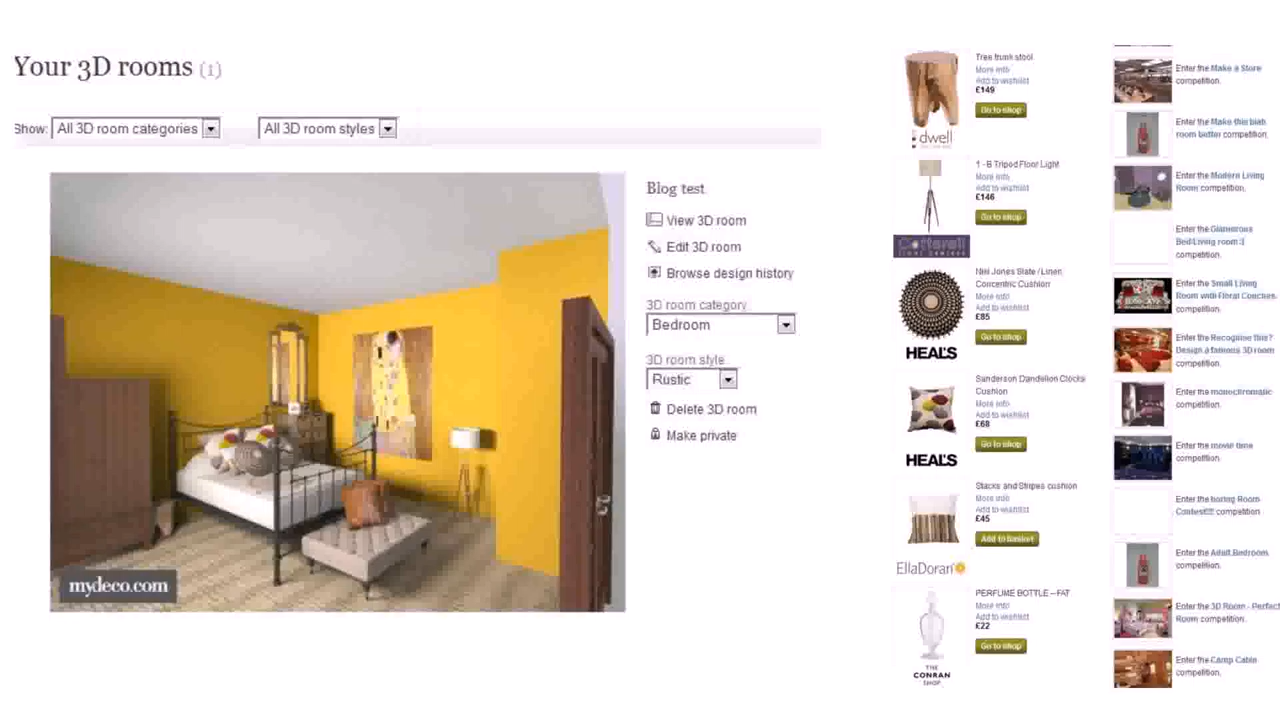 Your 3D rooms (1)
Show: All 3D room categories All 3D room styles
Blog test
View 3D room
Edit 3D room
Browse design history
3D room category
Bedroom
3D room style
Rustic
Delete 3D room
Make private
mydeco.com
Tree trunk stool
More info
Add to wishlist
£149
Go to shop
dwell
1 - B Tripod Floor Light
More info
Add to wishlist
£146
Go to shop
Niki Jones Slate / Linen
Concentric Cushion
More info
Add to wishlist
£85
Go to shop
HEAL'S
Sanderson Dandelion Clocks
Cushion
More info
Add to wishlist
£68
Go to shop
HEAL'S
Stacks and Stripes cushion
More info
Add to wishlist
£45
Add to basket
EllaDoran
PERFUME BOTTLE – FAT
More info
Add to wishlist
£22
Go to shop
THE
CONRAN
SHOP
Enter the Make a Store
competition.
Enter the Make this blah
room better competition.
Enter the Modern Living
Room competition.
Enter the Glamorous
Bed/Living room :)
competition.
Enter the Small Living
Room with Floral Couches.
competition.
Enter the Recognise this?
Design a famous 3D room
competition.
Enter the monochromatic
competition.
Enter the movie time
competition.
Enter the boring Room
Contest!!!! competition.
Enter the Adult Bedroom.
competition.
Enter the 3D Room - Perfect
Room competition.
Enter the Camp Cabin
competition.